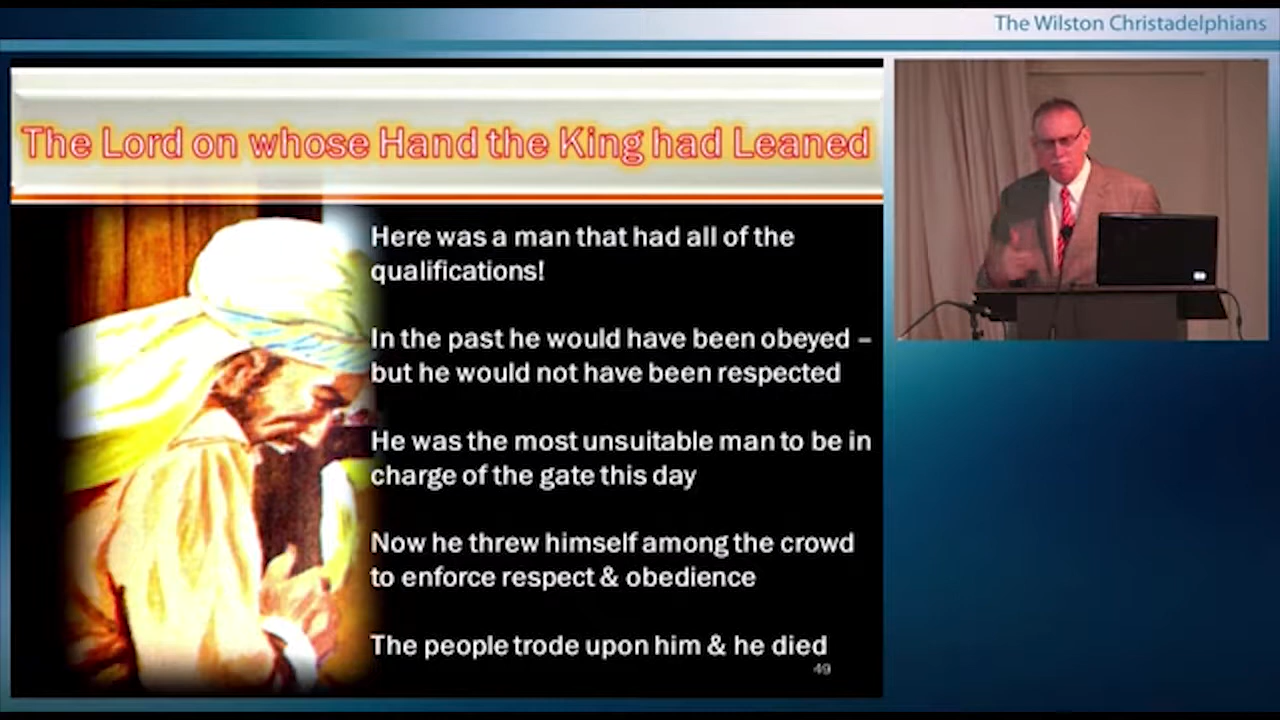 The Wilston Christadelphians
The Lord on whose Hand the King had Leaned
Here was a man that had all of the
qualifications!
In the past he would have been obeyed –
but he would not have been respected
He was the most unsuitable man to be in
charge of the gate this day
Now he threw himself among the crowd
to enforce respect & obedience
The people trode upon him & he died
49